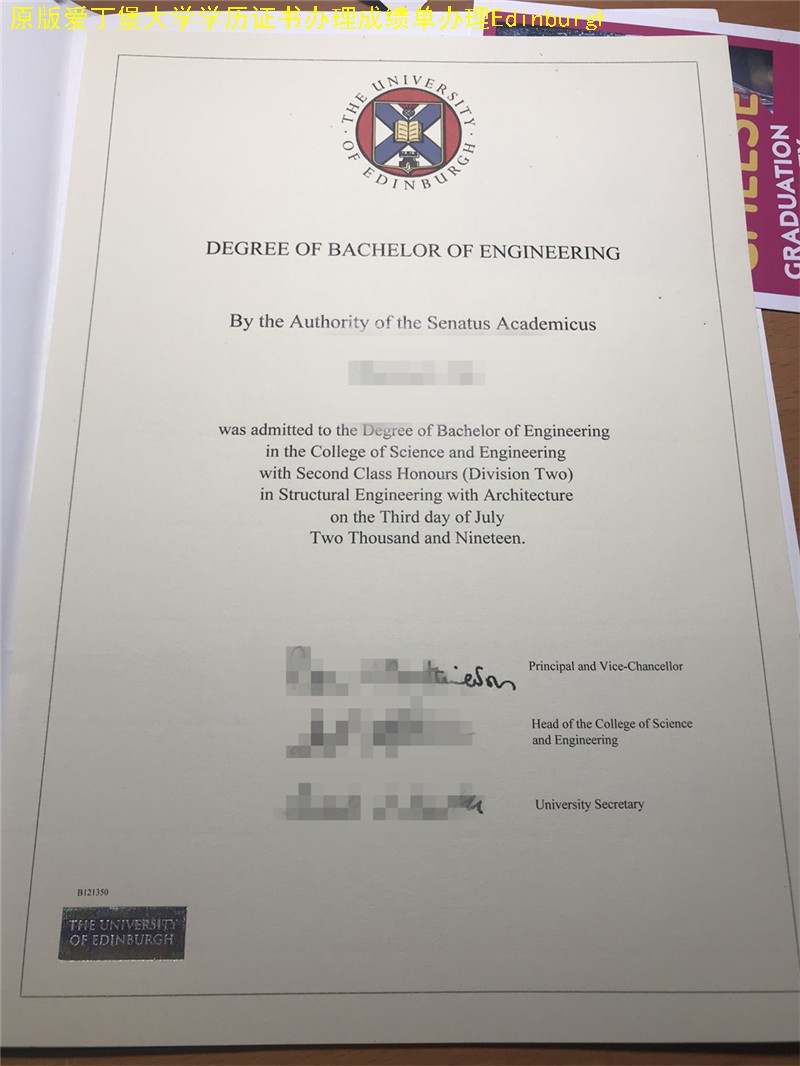 原版爱丁堡大学学历证书办理成绩单办理Edinburgh
THE UNIVERSITY OF EDINBURGH
GRADUATION
DEGREE OF BACHELOR OF ENGINEERING
By the Authority of the Senatus Academicus
was admitted to the Degree of Bachelor of Engineering
in the College of Science and Engineering
with Second Class Honours (Division Two)
in Structural Engineering with Architecture
on the Third day of July
Two Thousand and Nineteen.
Principal and Vice-Chancellor
Head of the College of Science
and Engineering
University Secretary
B121350
THE UNIVERSITY
OF EDINBURGH